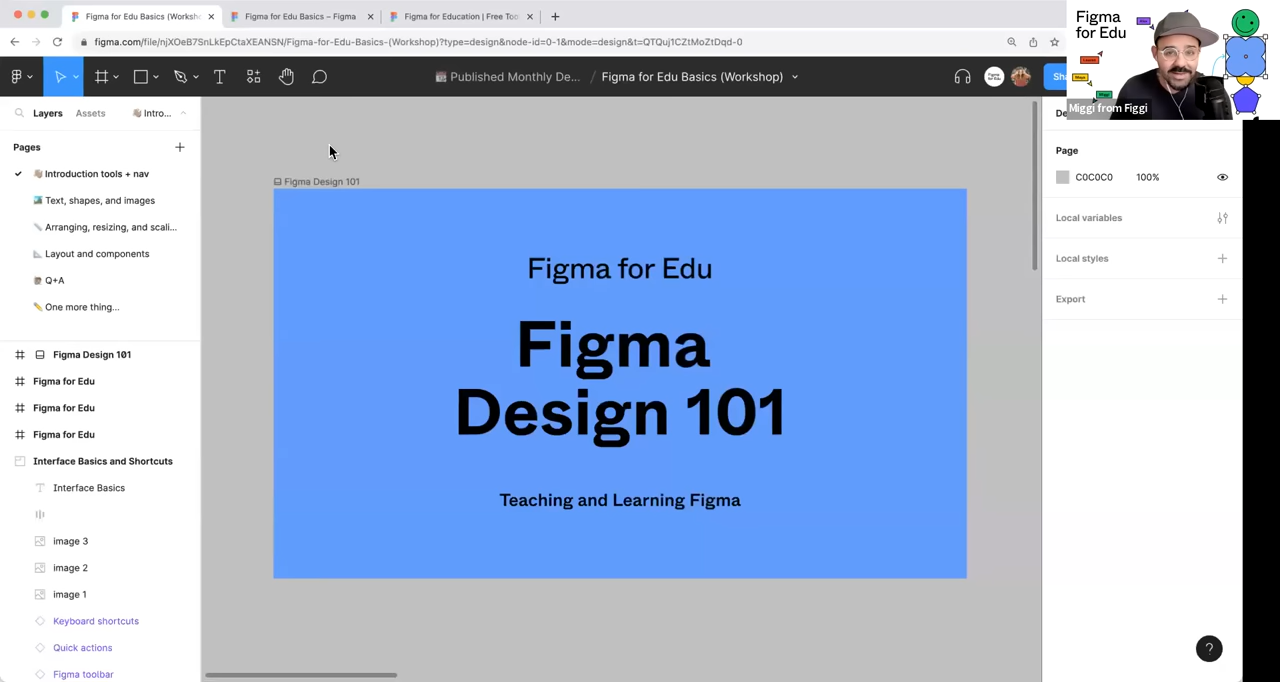 Figma for Edu Basics (Worksh
Figma for Edu Basics – Figma
Figma for Education | Free Too
figma.com/file/njXOeB7SnLkEpCtaXEANSN/Figma-for-Edu-Basics-(Workshop)?type=design&node-id=0-1&mode=design&t=QTQuj1CZtMoZtDqd-0
Published Monthly De... / Figma for Edu Basics (Workshop)
Sh
Figma
for Edu
Miggi from Figgi
Layers
Assets
Intro...
Pages
Introduction tools + nav
Text, shapes, and images
Arranging, resizing, and scali...
Layout and components
Q+A
One more thing...
Figma Design 101
Figma for Edu
Figma for Edu
Figma for Edu
Interface Basics and Shortcuts
Interface Basics
image 3
image 2
image 1
Keyboard shortcuts
Quick actions
Figma toolbar
Figma Design 101
Figma for Edu
Figma
Design 101
Teaching and Learning Figma
De
Page
C0C0C0 100%
Local variables
Local styles
Export
?